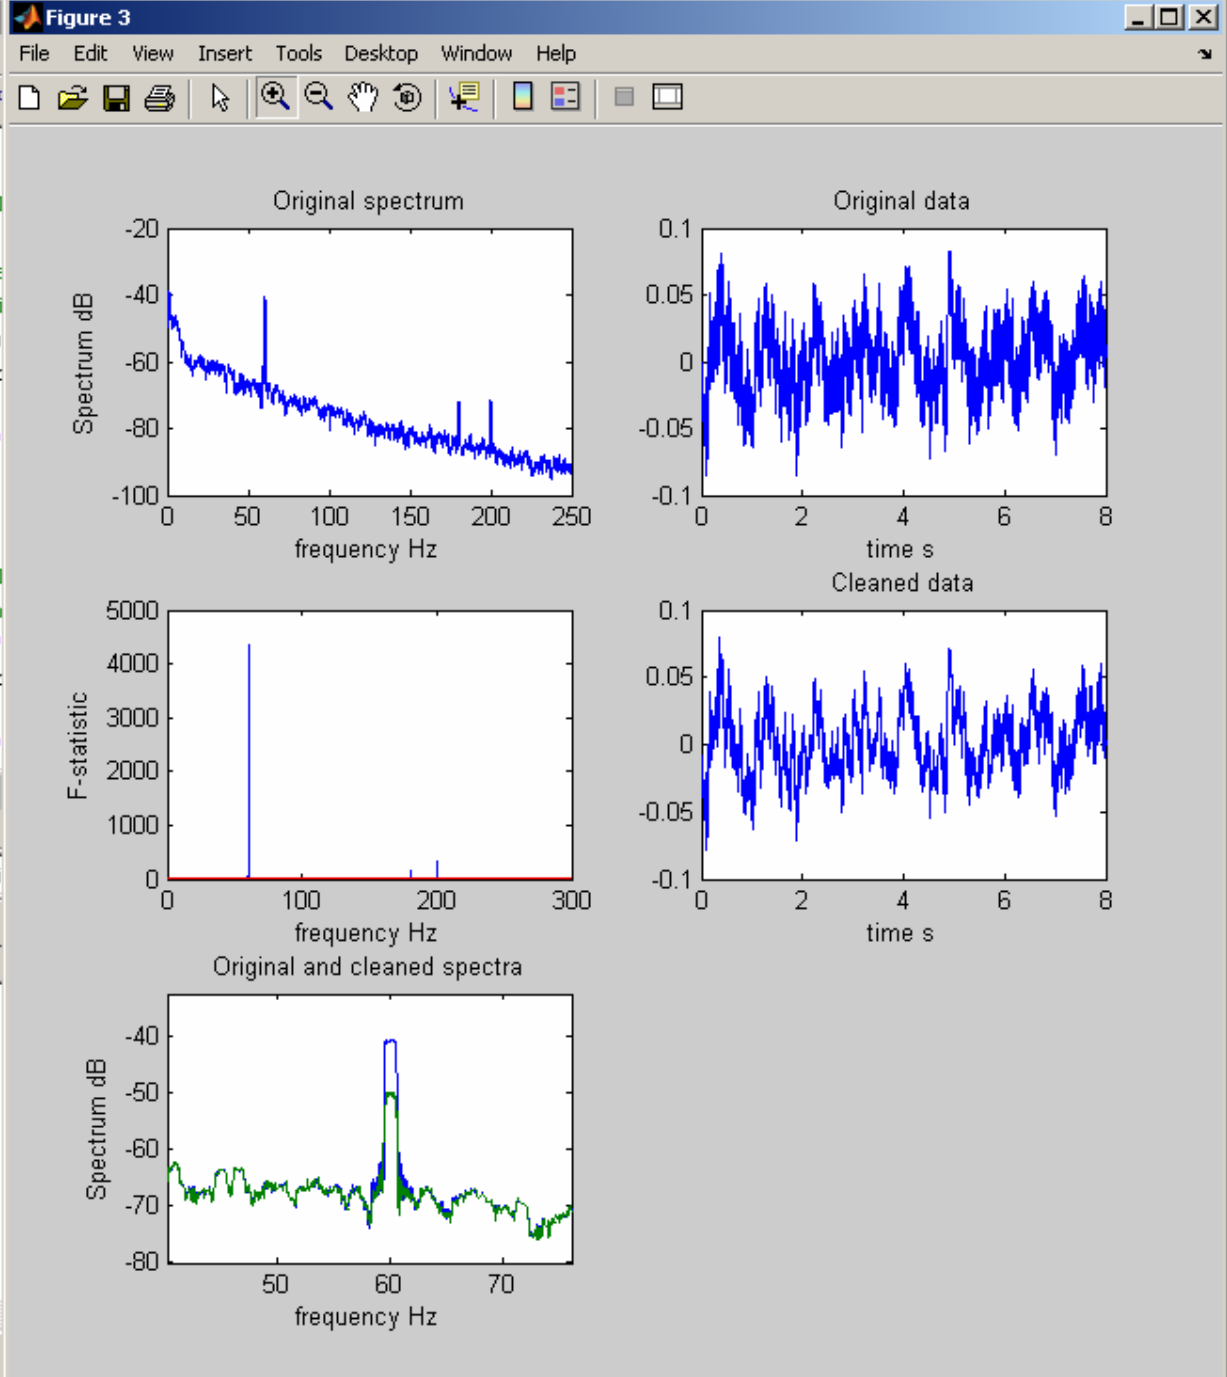 Figure 3
File Edit View Insert Tools Desktop Window Help
Original spectrum
Spectrum dB
-20
-40
-60
-80
-100
0 50 100 150 200 250
frequency Hz
Original data
0.1
0.05
0
-0.05
-0.1
0 2 4 6 8
time s
F-statistic
5000
4000
3000
2000
1000
0
0 100 200 300
frequency Hz
Cleaned data
0.1
0.05
0
-0.05
-0.1
0 2 4 6 8
time s
Original and cleaned spectra
Spectrum dB
-40
-50
-60
-70
-80
50 60 70
frequency Hz